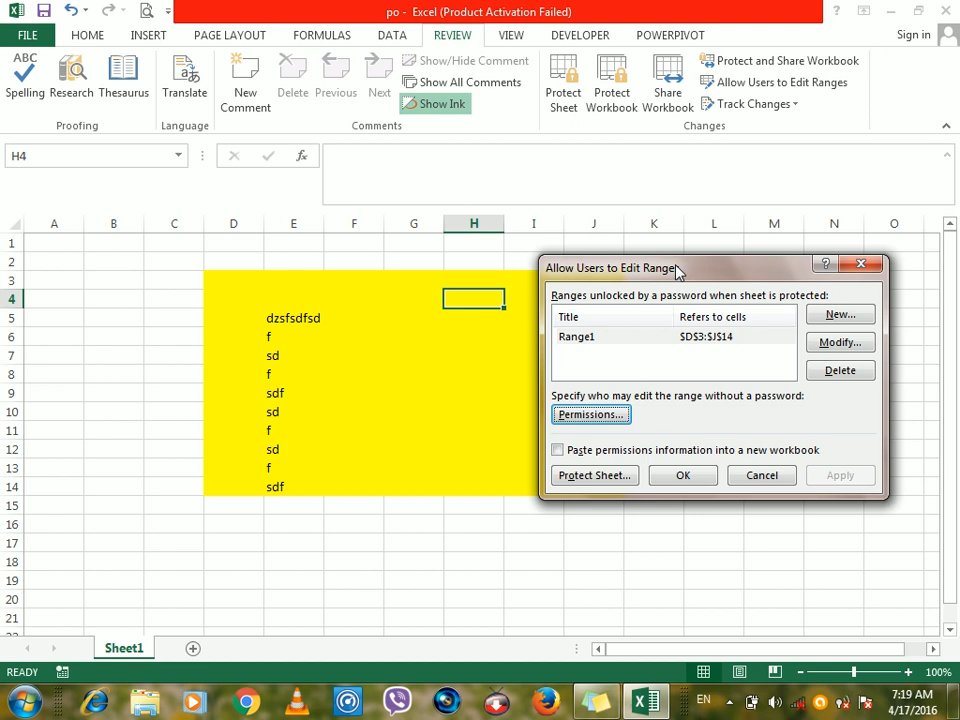 po - Excel (Product Activation Failed)
FILE HOME INSERT PAGE LAYOUT FORMULAS DATA REVIEW VIEW DEVELOPER POWERPIVOT Sign in
ABC
Spelling Research Thesaurus
Proofing
Translate
Language
New Comment Delete Previous Next
Show/Hide Comment
Show All Comments
Show Ink
Comments
Protect Sheet Protect Workbook Share Workbook
Protect and Share Workbook
Allow Users to Edit Ranges
Track Changes
Changes
H4 fx
A B C D E F G H I J K L M N O
1
2
3
4
5 dzsfsdfsd
6 f
7 sd
8 f
9 sdf
10 sd
11 f
12 sd
13 f
14 sdf
15
16
17
18
19
20
21
22
Allow Users to Edit Range
Ranges unlocked by a password when sheet is protected:
Title Refers to cells
Range1 $D$3:$J$14
New...
Modify...
Delete
Specify who may edit the range without a password:
Permissions...
Paste permissions information into a new workbook
Protect Sheet... OK Cancel Apply
Sheet1
READY 100%
EN 7:19 AM
4/17/2016